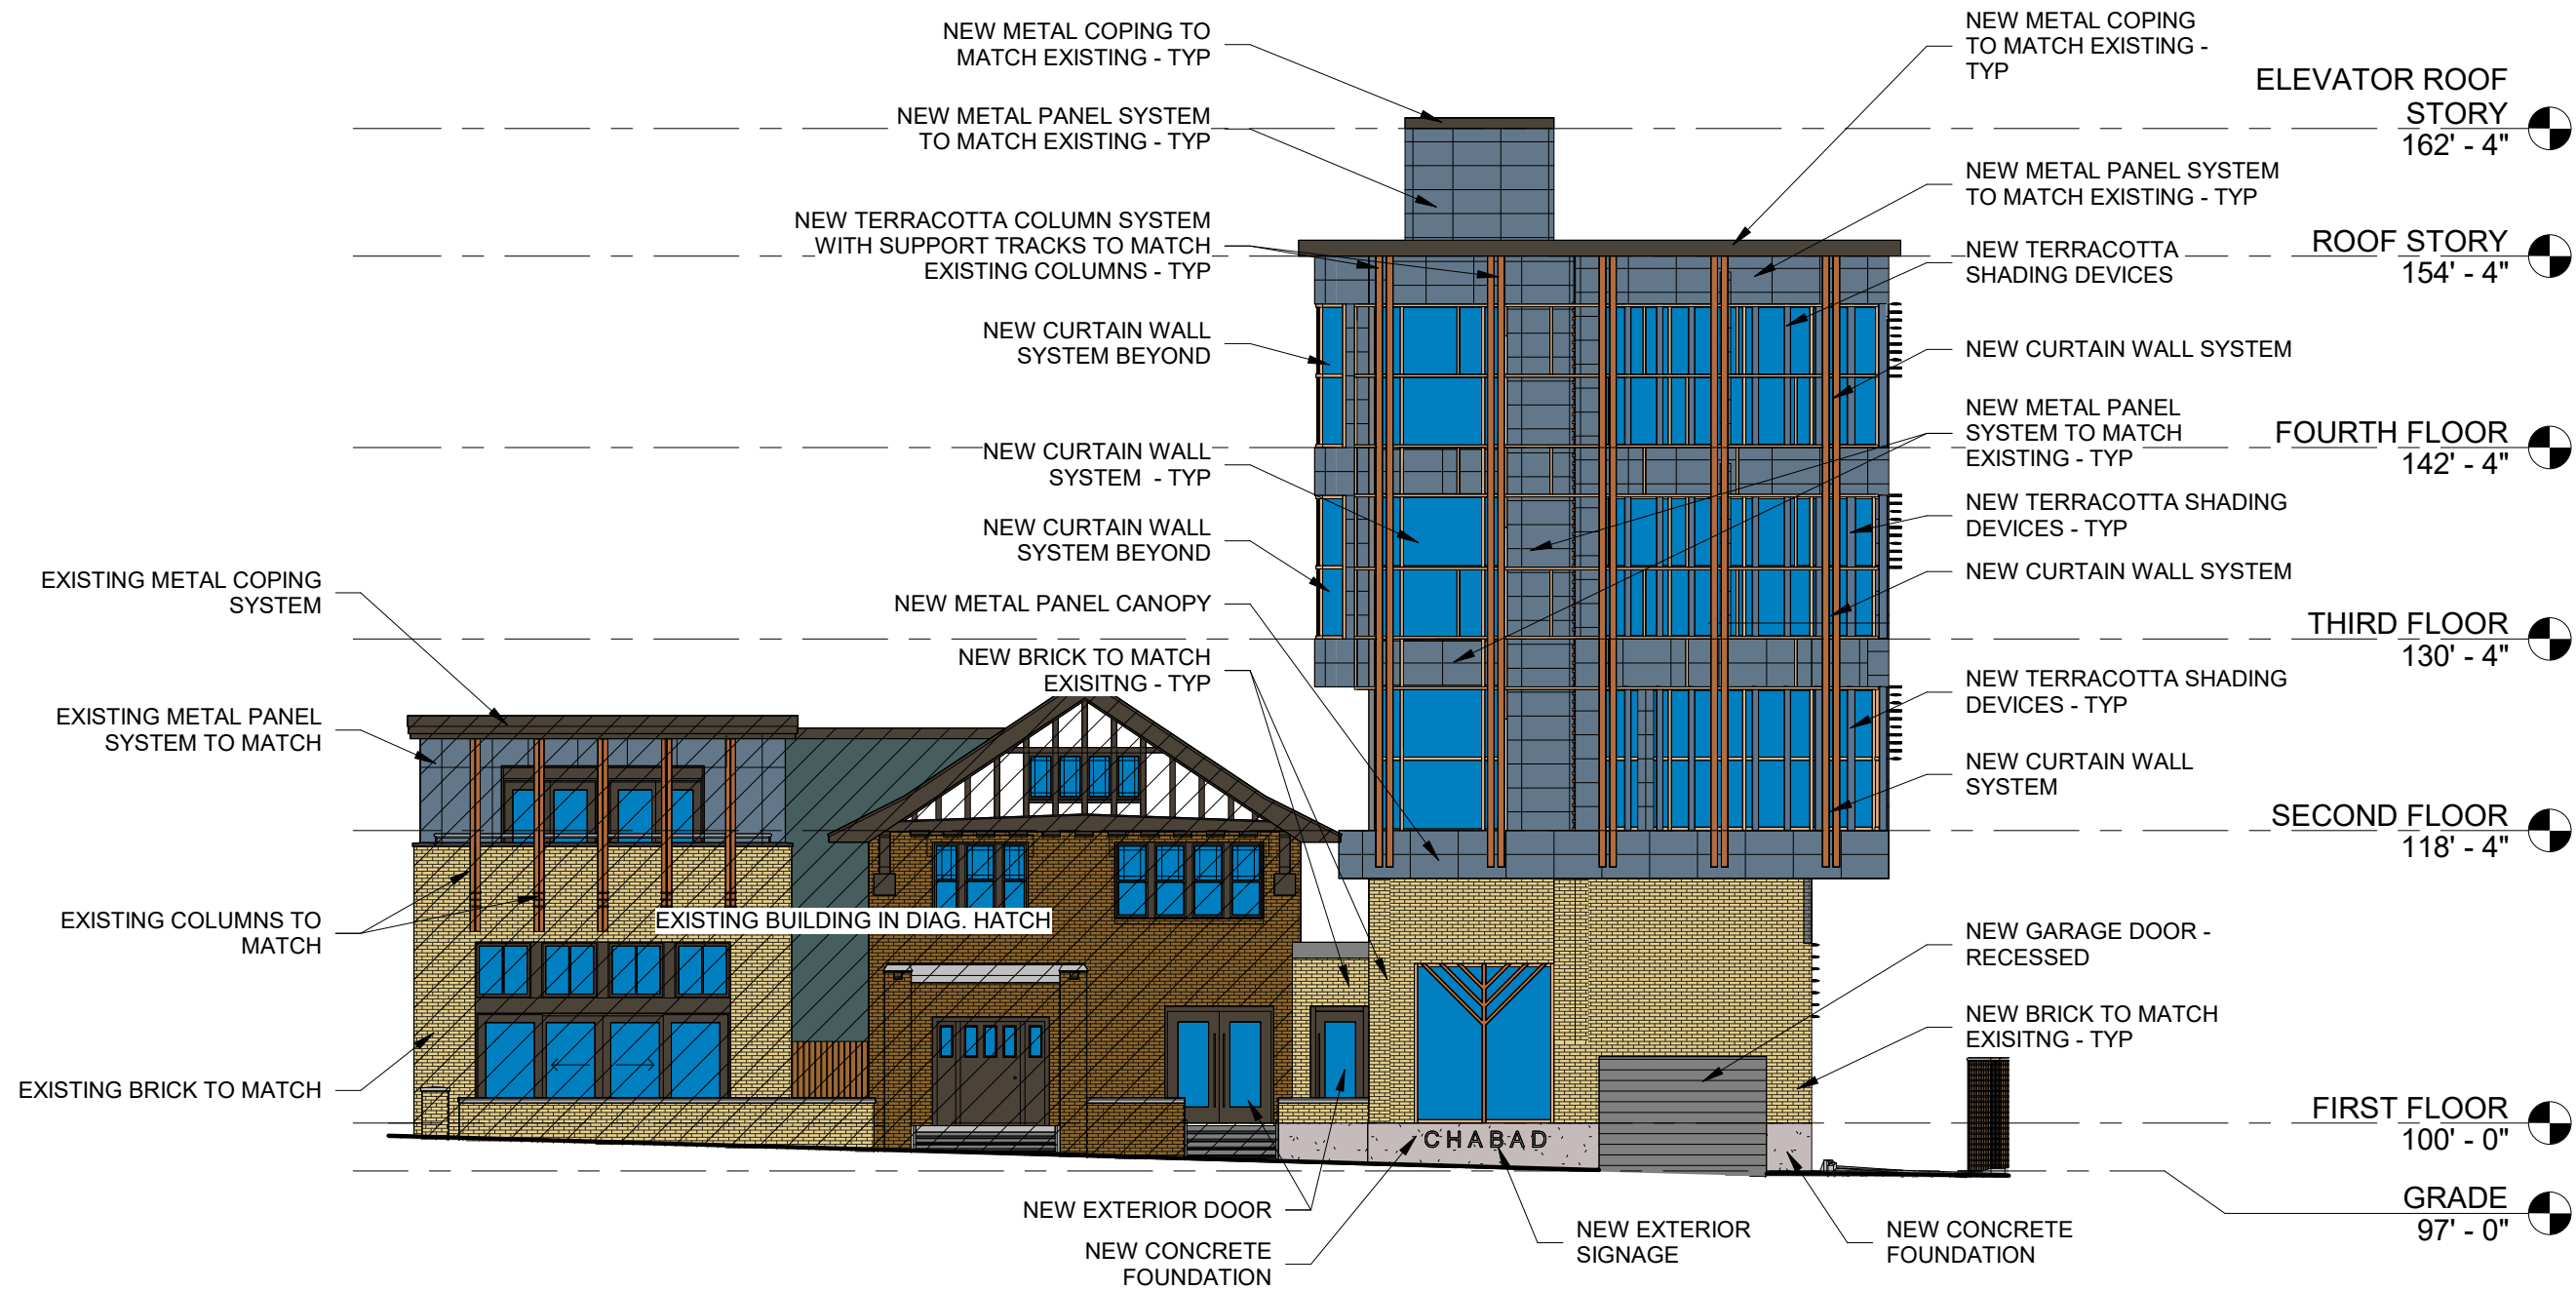 NEW METAL COPING TO
MATCH EXISTING - TYP
NEW METAL PANEL SYSTEM
TO MATCH EXISTING - TYP
NEW TERRACOTTA COLUMN SYSTEM
WITH SUPPORT TRACKS TO MATCH
EXISTING COLUMNS - TYP
NEW CURTAIN WALL
SYSTEM BEYOND
NEW CURTAIN WALL
SYSTEM - TYP
NEW CURTAIN WALL
SYSTEM BEYOND
NEW METAL PANEL CANOPY
NEW BRICK TO MATCH
EXISITNG - TYP
EXISTING METAL COPING
SYSTEM
EXISTING METAL PANEL
SYSTEM TO MATCH
EXISTING COLUMNS TO
MATCH
EXISTING BRICK TO MATCH
EXISTING BUILDING IN DIAG. HATCH
CHABAD
NEW EXTERIOR DOOR
NEW CONCRETE
FOUNDATION
NEW EXTERIOR
SIGNAGE
NEW CONCRETE
FOUNDATION
NEW METAL COPING
TO MATCH EXISTING -
TYP
NEW METAL PANEL SYSTEM
TO MATCH EXISTING - TYP
NEW TERRACOTTA
SHADING DEVICES
NEW CURTAIN WALL SYSTEM
NEW METAL PANEL
SYSTEM TO MATCH
EXISTING - TYP
NEW TERRACOTTA SHADING
DEVICES - TYP
NEW CURTAIN WALL SYSTEM
NEW TERRACOTTA SHADING
DEVICES - TYP
NEW CURTAIN WALL
SYSTEM
NEW GARAGE DOOR -
RECESSED
NEW BRICK TO MATCH
EXISITNG - TYP
ELEVATOR ROOF
STORY
162' - 4"
ROOF STORY
154' - 4"
FOURTH FLOOR
142' - 4"
THIRD FLOOR
130' - 4"
SECOND FLOOR
118' - 4"
FIRST FLOOR
100' - 0"
GRADE
97' - 0"